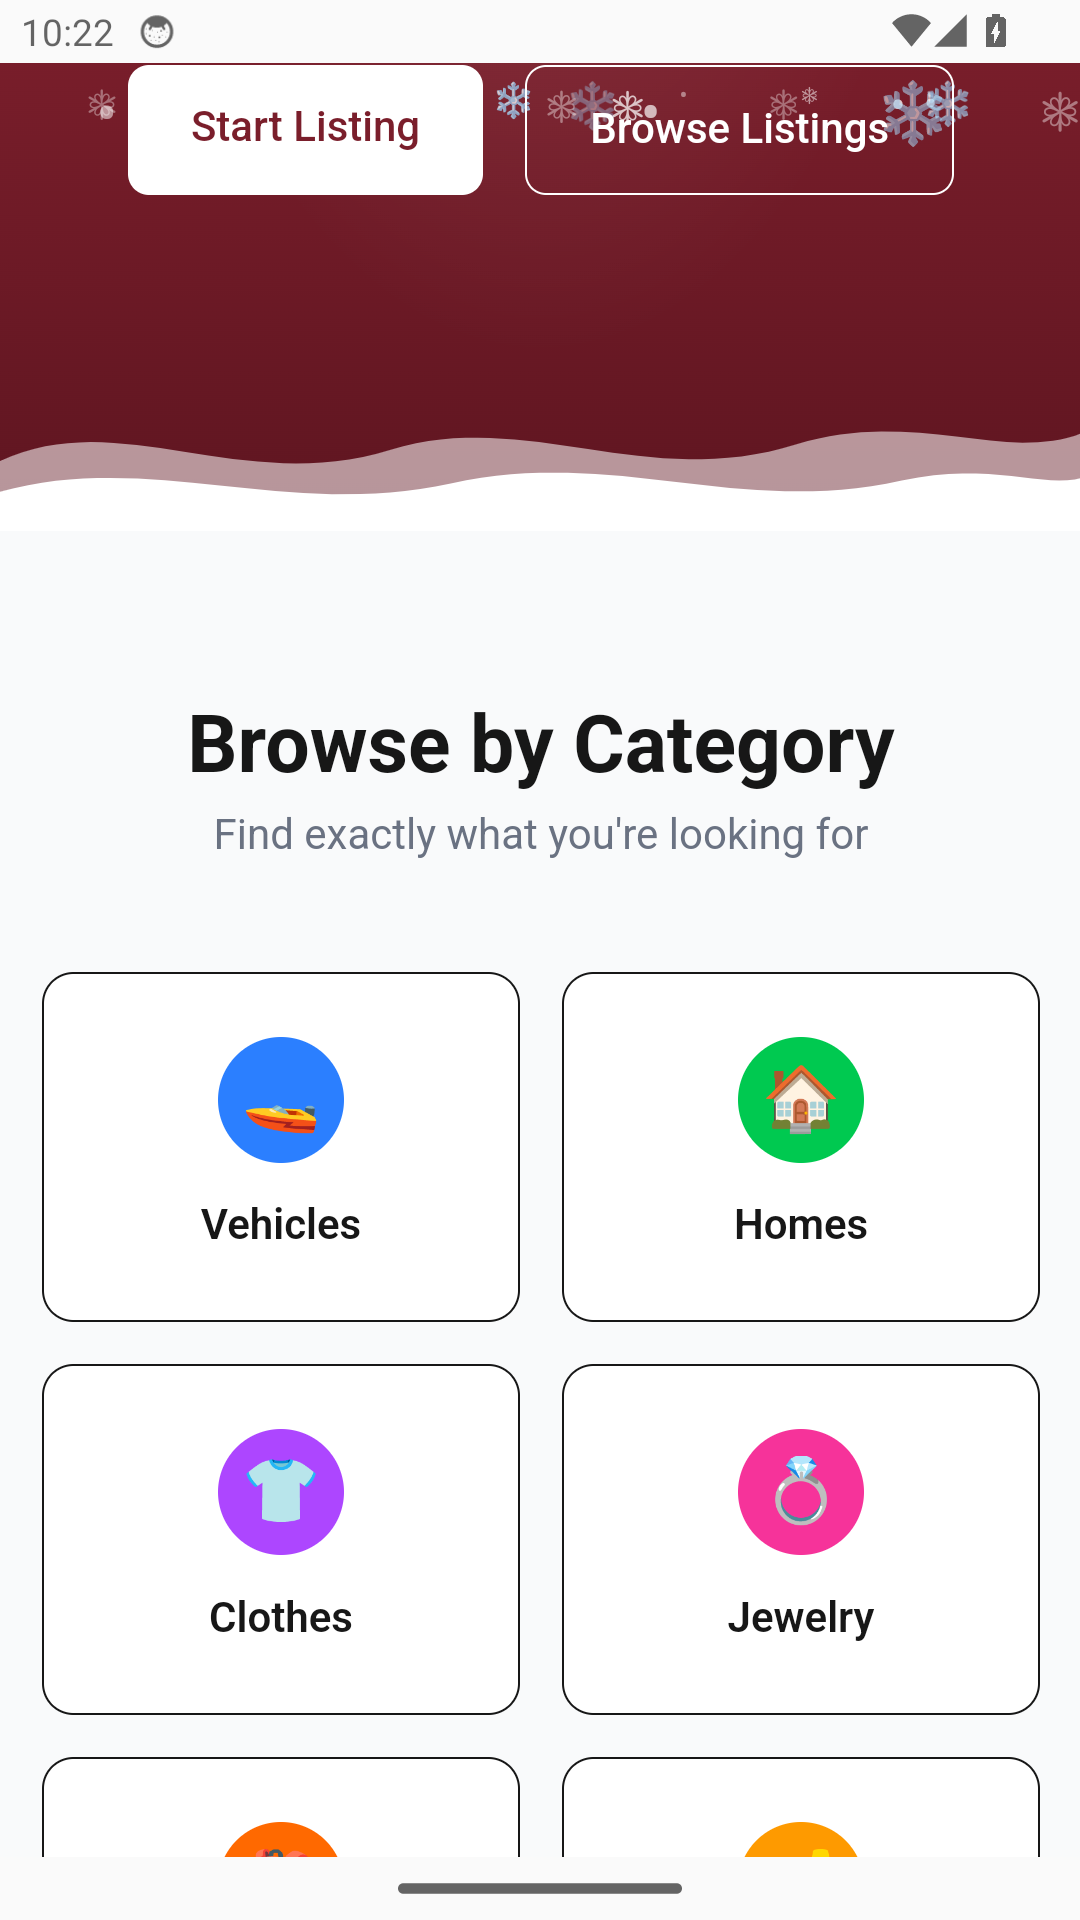 10:22
Start Listing
Browse Listings
Browse by Category
Find exactly what you're looking for
Vehicles
Homes
Clothes
Jewelry